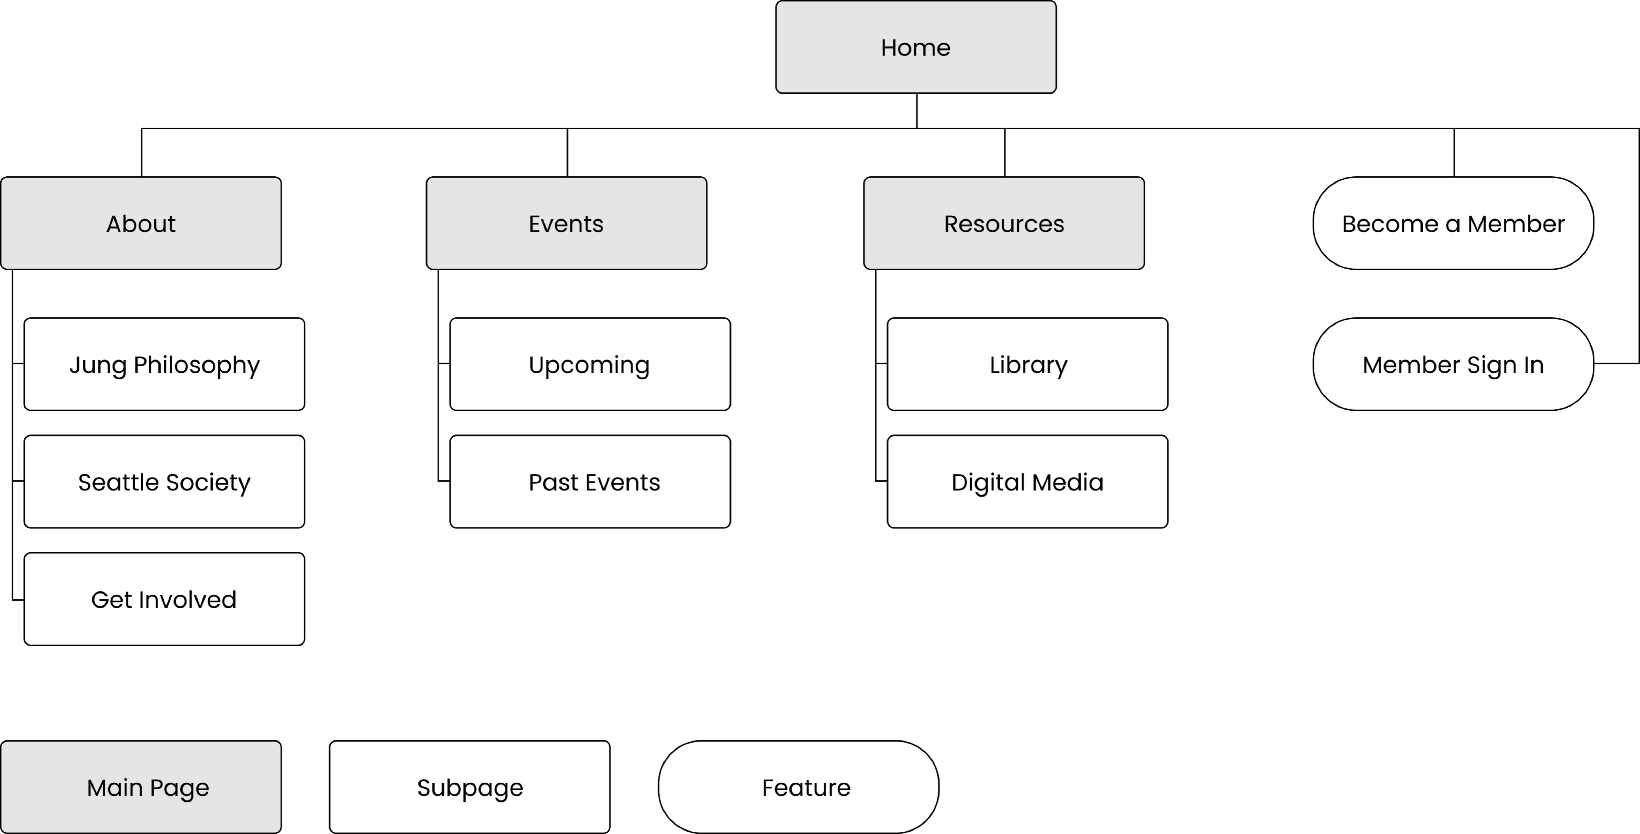 Home
About
Events
Resources
Become a Member
Jung Philosophy
Upcoming
Library
Member Sign In
Seattle Society
Past Events
Digital Media
Get Involved
Main Page
Subpage
Feature